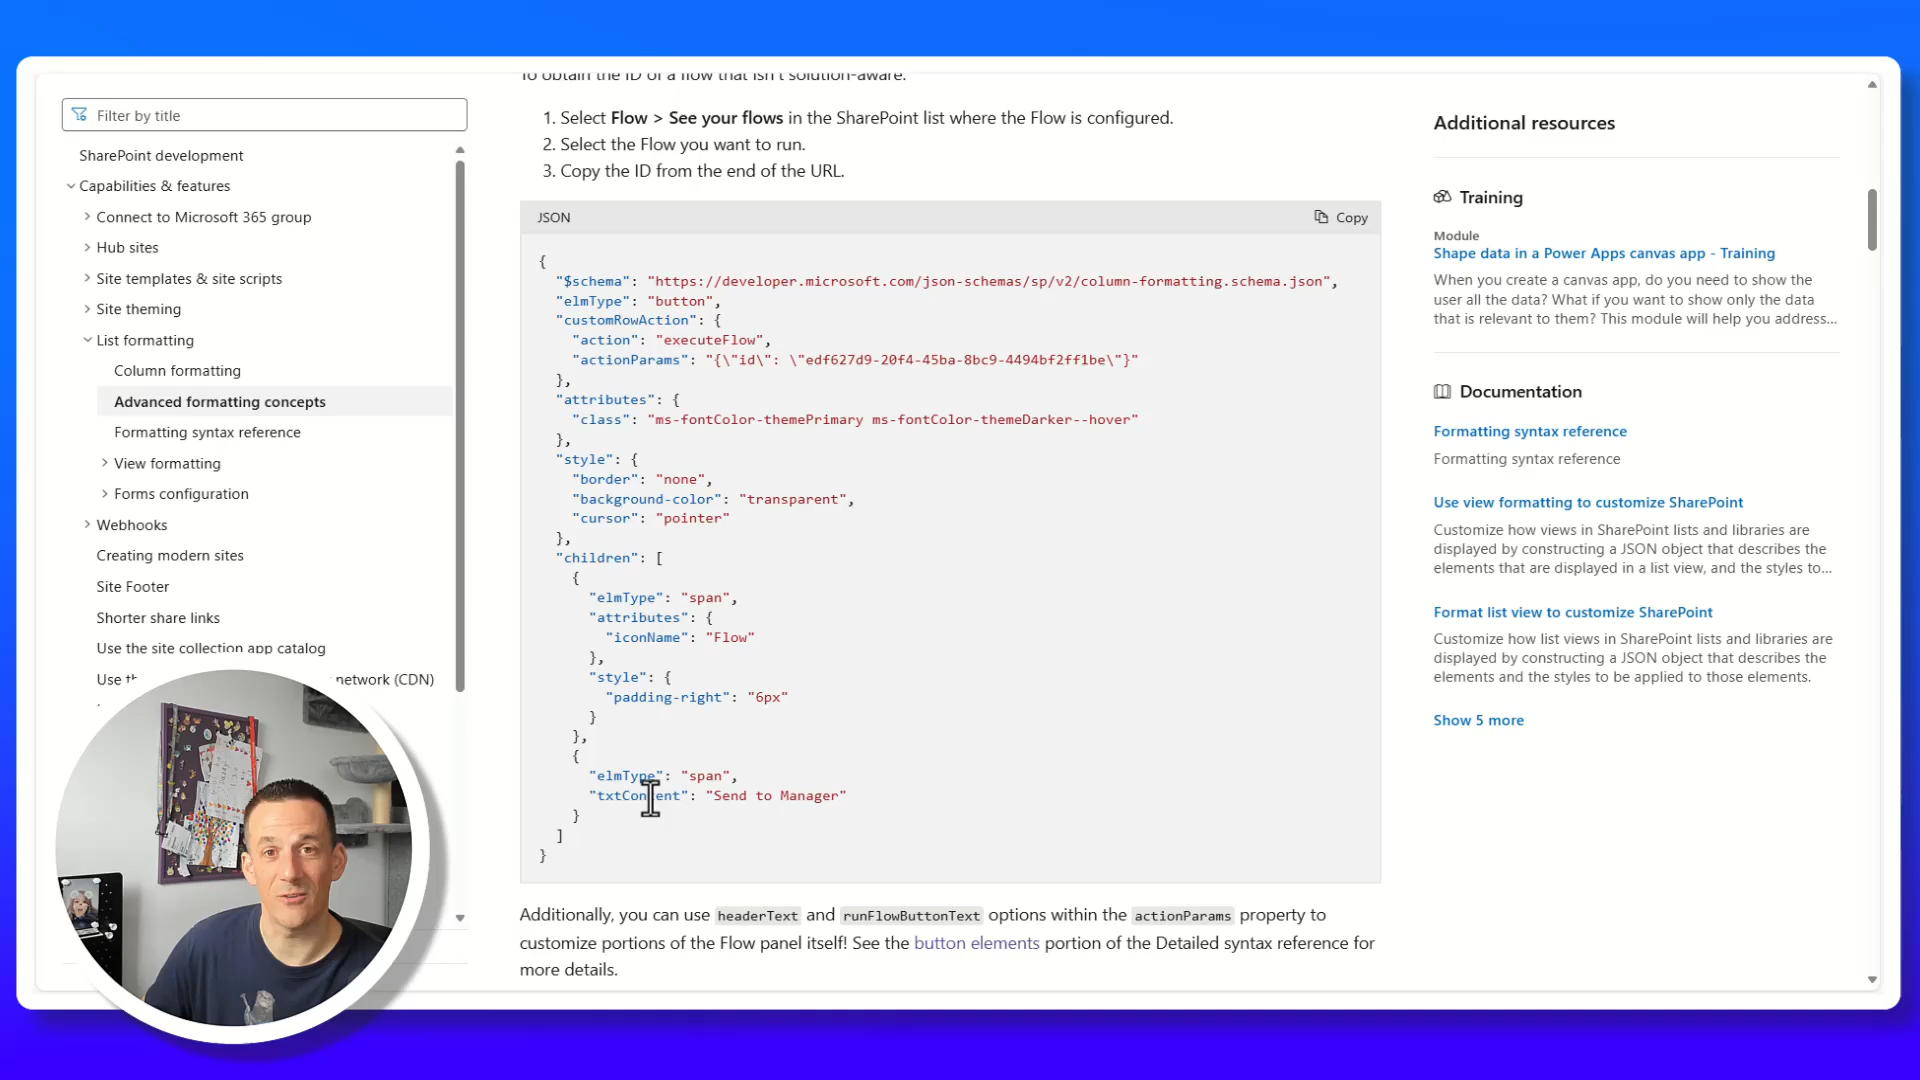 Filter by title
SharePoint development
Capabilities & features
Connect to Microsoft 365 group
Hub sites
Site templates & site scripts
Site theming
List formatting
Column formatting
Advanced formatting concepts
Formatting syntax reference
View formatting
Forms configuration
Webhooks
Creating modern sites
Site Footer
Shorter share links
Use the site collection app catalog
network (CDN)
To obtain the ID of a flow that isn't solution-aware:
1. Select Flow > See your flows in the SharePoint list where the Flow is configured.
2. Select the Flow you want to run.
3. Copy the ID from the end of the URL.
JSON
Copy
{
"$schema": "https://developer.microsoft.com/json-schemas/sp/v2/column-formatting.schema.json",
"elmType": "button",
"customRowAction": {
"action": "executeFlow",
"actionParams": "{\"id\": \"edf627d9-20f4-45ba-8bc9-4494bf2ff1be\"}"
},
"attributes": {
"class": "ms-fontColor-themePrimary ms-fontColor-themeDarker--hover"
},
"style": {
"border": "none",
"background-color": "transparent",
"cursor": "pointer"
},
"children": [
{
"elmType": "span",
"attributes": {
"iconName": "Flow"
},
"style": {
"padding-right": "6px"
}
},
{
"elmType": "span",
"txtContent": "Send to Manager"
}
]
}
Additionally, you can use headerText and runFlowButtonText options within the actionParams property to
customize portions of the Flow panel itself! See the button elements portion of the Detailed syntax reference for
more details.
Additional resources
Training
Module
Shape data in a Power Apps canvas app - Training
When you create a canvas app, do you need to show the
user all the data? What if you want to show only the data
that is relevant to them? This module will help you address...
Documentation
Formatting syntax reference
Formatting syntax reference
Use view formatting to customize SharePoint
Customize how views in SharePoint lists and libraries are
displayed by constructing a JSON object that describes the
elements that are displayed in a list view, and the styles to...
Format list view to customize SharePoint
Customize how list views in SharePoint lists and libraries are
displayed by constructing a JSON object that describes the
elements and the styles to be applied to those elements.
Show 5 more